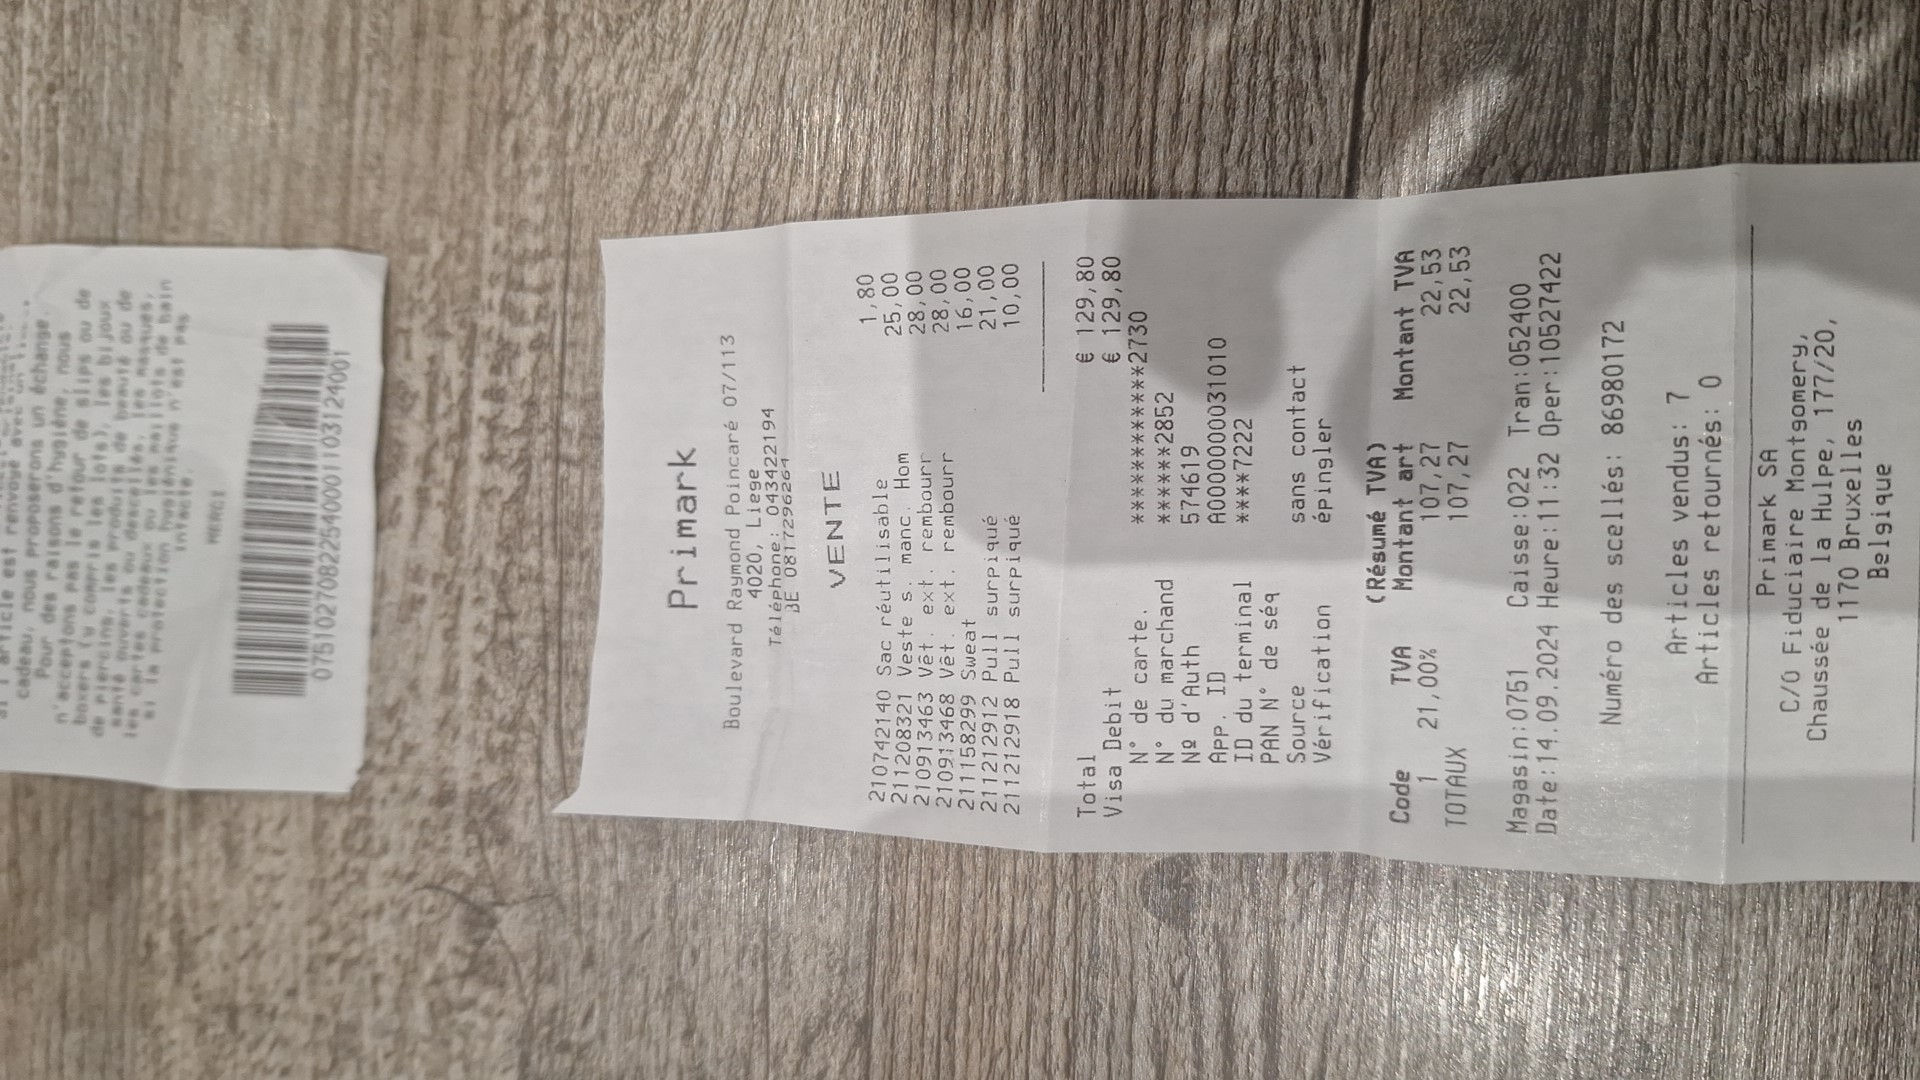 cadeau, nous proposerons un échange.
Pour des raisons d'hygiène, nous
n'acceptons pas le retour de slips ou de
boxers (y compris les lots), les bijoux
de piercing, les produits de beauté ou de
santé ouverts ou descellés, les masques,
les cartes cadeaux ou les maillots de bain
si la protection hygiénique n'est pas
intacte.
MERCI
Primark
Boulevard Raymond Poincaré 07/113
4020, Liege
Téléphone: 043422194
BE 0817296264
VENTE
210742140 Sac réutilisable 1,80
211208321 Veste s. manc. Hom 25,00
210913463 Vêt. ext. rembourr 28,00
210913468 Vêt. ext. rembourr 28,00
211158299 Sweat 16,00
211212912 Pull surpiqué 21,00
211212918 Pull surpiqué 10,00
Total € 129,80
Visa Debit € 129,80
N° de carte. ************2730
N° du marchand ******2852
Nº d'Auth 574619
APP. ID A0000000031010
ID du terminal ****7222
PAN N° de séq
Source sans contact
Vérification épingler
(Résumé TVA)
Code TVA Montant art Montant TVA
1 21,00% 107,27 22,53
TOTAUX 107,27 22,53
Magasin:0751 Caisse:022 Tran:052400
Date:14.09.2024 Heure:11:32 Oper:10527422
Numéro des scellés: 86980172
Articles vendus: 7
Articles retournés: 0
Primark SA
C/O Fiduciaire Montgomery,
Chaussée de la Hulpe, 177/20,
1170 Bruxelles
Belgique